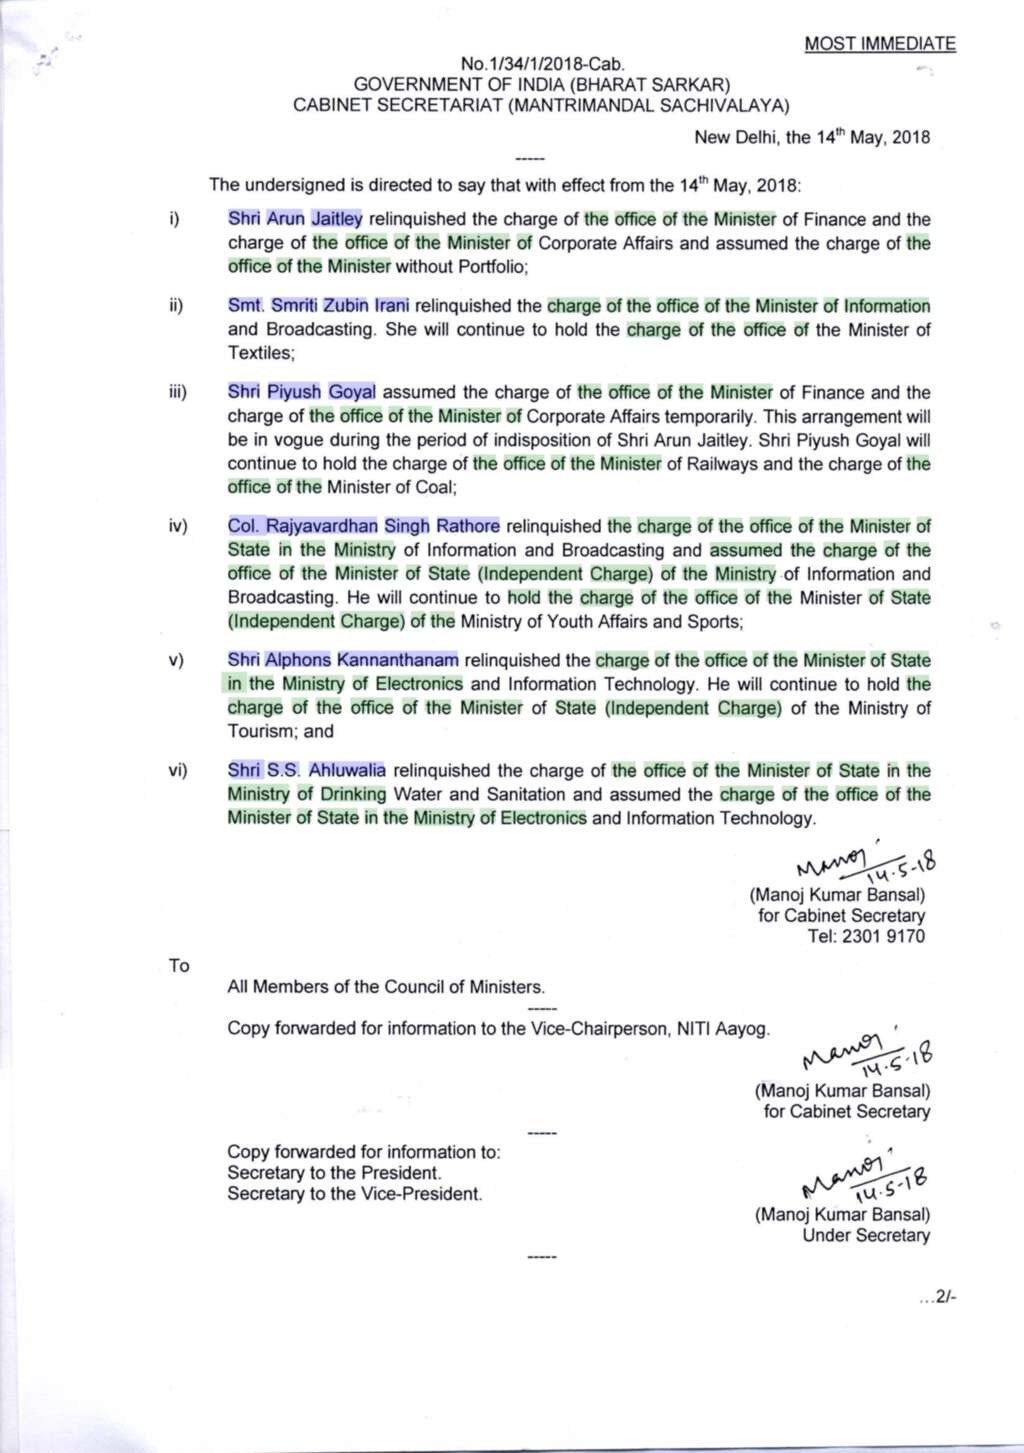 MOST IMMEDIATE
No.1/34/1/2018-Cab.
GOVERNMENT OF INDIA (BHARAT SARKAR)
CABINET SECRETARIAT (MANTRIMANDAL SACHIVALAYA)
New Delhi, the 14th May, 2018
-----
The undersigned is directed to say that with effect from the 14th May, 2018:
i) Shri Arun Jaitley relinquished the charge of the office of the Minister of Finance and the
charge of the office of the Minister of Corporate Affairs and assumed the charge of the
office of the Minister without Portfolio;
ii) Smt. Smriti Zubin Irani relinquished the charge of the office of the Minister of Information
and Broadcasting. She will continue to hold the charge of the office of the Minister of
Textiles;
iii) Shri Piyush Goyal assumed the charge of the office of the Minister of Finance and the
charge of the office of the Minister of Corporate Affairs temporarily. This arrangement will
be in vogue during the period of indisposition of Shri Arun Jaitley. Shri Piyush Goyal will
continue to hold the charge of the office of the Minister of Railways and the charge of the
office of the Minister of Coal;
iv) Col. Rajyavardhan Singh Rathore relinquished the charge of the office of the Minister of
State in the Ministry of Information and Broadcasting and assumed the charge of the
office of the Minister of State (Independent Charge) of the Ministry of Information and
Broadcasting. He will continue to hold the charge of the office of the Minister of State
(Independent Charge) of the Ministry of Youth Affairs and Sports;
v) Shri Alphons Kannanthanam relinquished the charge of the office of the Minister of State
in the Ministry of Electronics and Information Technology. He will continue to hold the
charge of the office of the Minister of State (Independent Charge) of the Ministry of
Tourism; and
vi) Shri S.S. Ahluwalia relinquished the charge of the office of the Minister of State in the
Ministry of Drinking Water and Sanitation and assumed the charge of the office of the
Minister of State in the Ministry of Electronics and Information Technology.
Manoj
14.5-18
(Manoj Kumar Bansal)
for Cabinet Secretary
Tel: 2301 9170
To
All Members of the Council of Ministers.
-----
Copy forwarded for information to the Vice-Chairperson, NITI Aayog.
Manoj
14.5.18
(Manoj Kumar Bansal)
for Cabinet Secretary
-----
Copy forwarded for information to:
Secretary to the President.
Secretary to the Vice-President.
Manoj
14.5-18
(Manoj Kumar Bansal)
Under Secretary
-----
...2/-